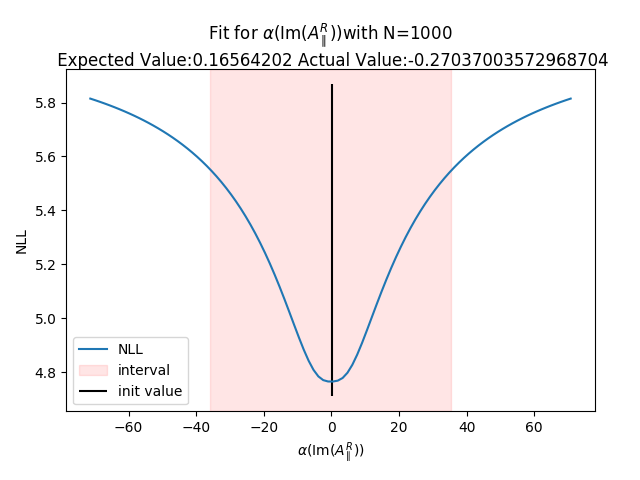 Fit for α(Im(A∥ᴿ))with N=1000
Expected Value:0.16564202 Actual Value:-0.27037003572968704
5.8
5.6
5.4
5.2
5.0
4.8
NLL
NLL
interval
init value
−60 −40 −20 0 20 40 60
α(Im(A∥ᴿ))